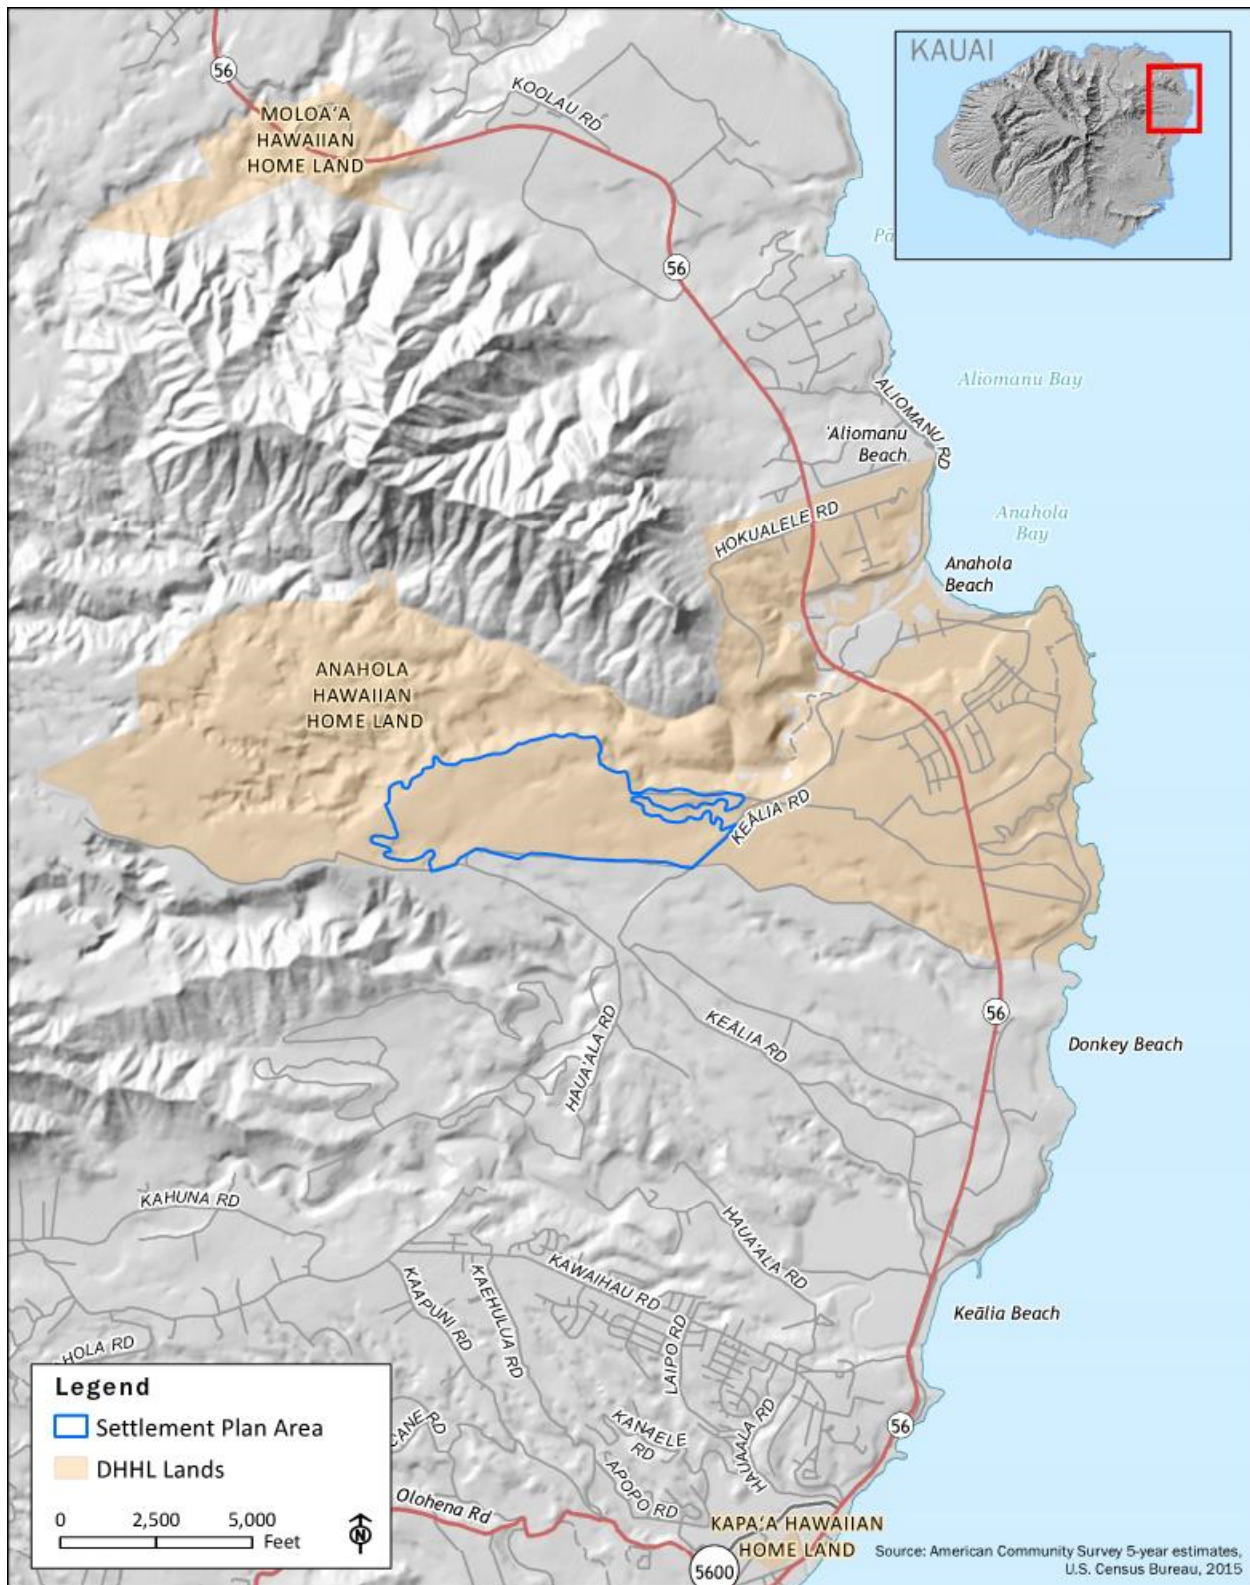 KAUAI
56
MOLOA'A
HAWAIIAN
HOME LAND
KOOLAU RD
56
Aliomanu Bay
ALIOMANU RD
'Aliomanu
Beach
HOKUALELE RD
Anahola
Bay
Anahola
Beach
ANAHOLA
HAWAIIAN
HOME LAND
KEĀLIA RD
56
KEĀLIA RD
HAUA'ALA RD
Donkey Beach
KAHUNA RD
HAUA'ALA RD
KAWAIHAU RD
KAAPUNI RD
KAEHULUA RD
Keālia Beach
LAIPO RD
KANAELE
RD
HAUAALA RD
56
APOPO RD
Olohena Rd
KAPA'A HAWAIIAN
HOME LAND
5600
Legend
Settlement Plan Area
DHHL Lands
0 2,500 5,000
Feet
N
Source: American Community Survey 5-year estimates,
U.S. Census Bureau, 2015